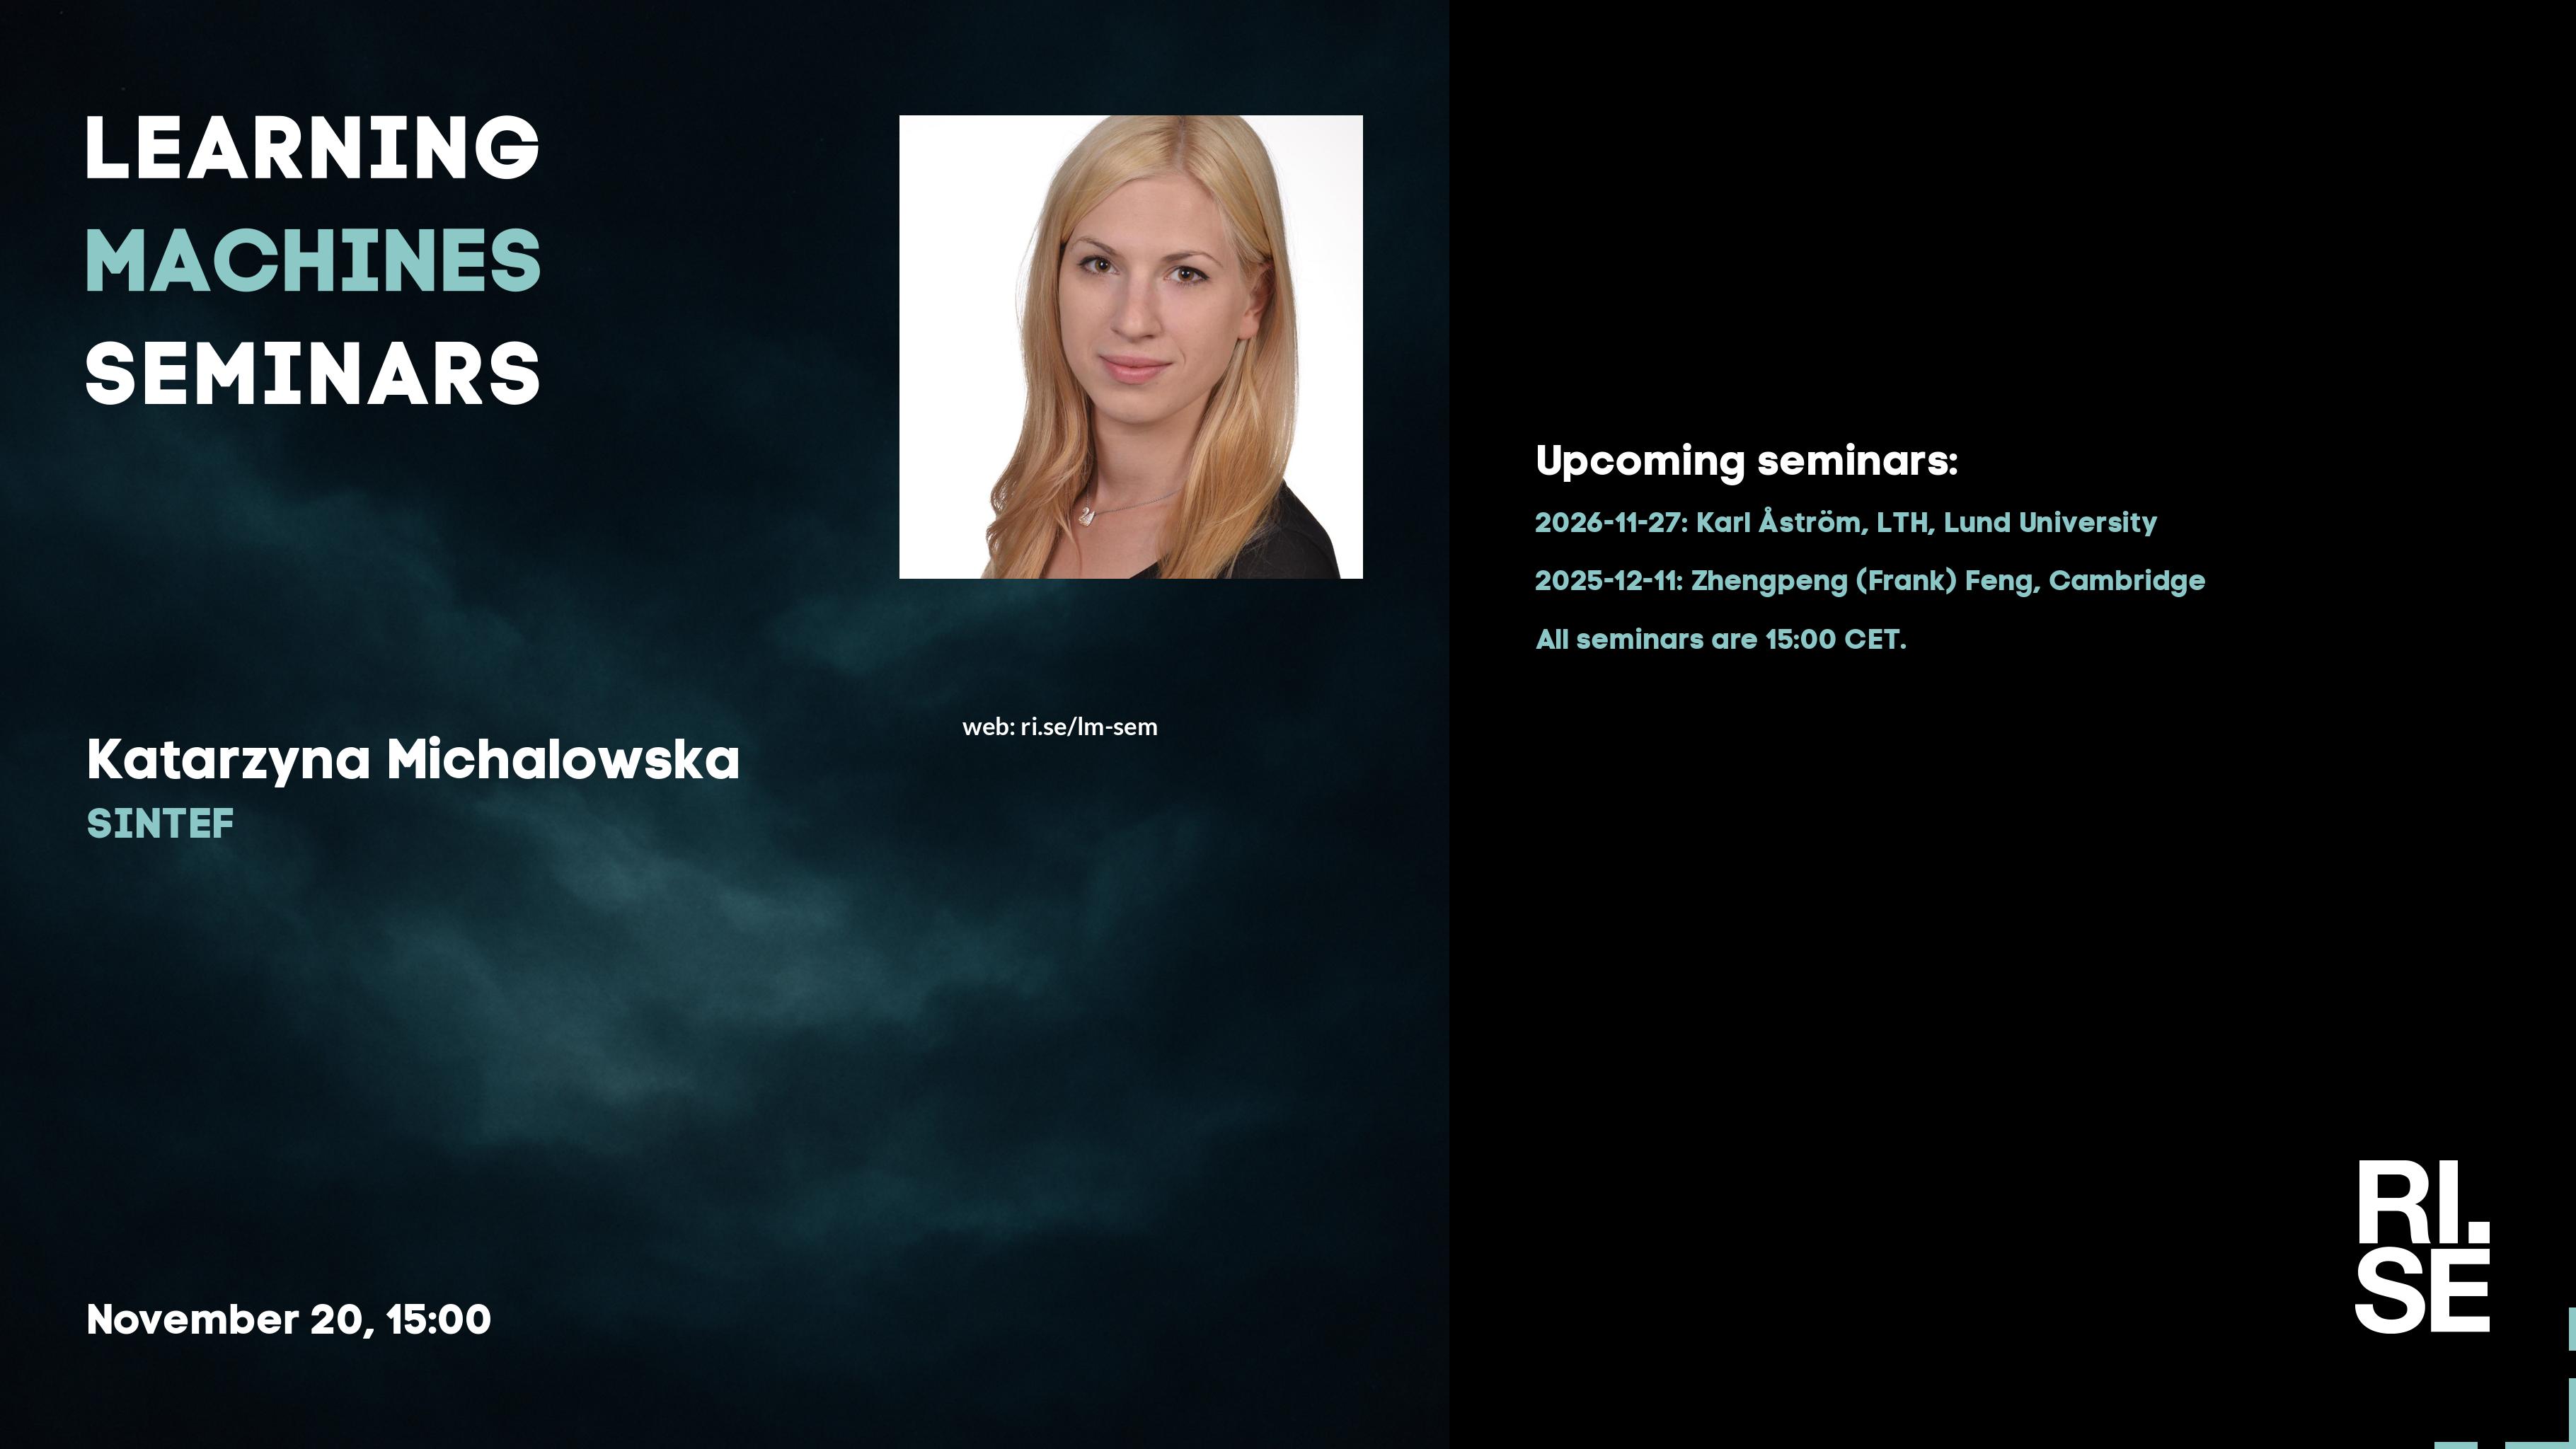 LEARNING
MACHINES
SEMINARS
Katarzyna Michalowska
SINTEF
web: ri.se/lm-sem
November 20, 15:00
Upcoming seminars:
2026-11-27: Karl Åström, LTH, Lund University
2025-12-11: Zhengpeng (Frank) Feng, Cambridge
All seminars are 15:00 CET.
RI.
SE